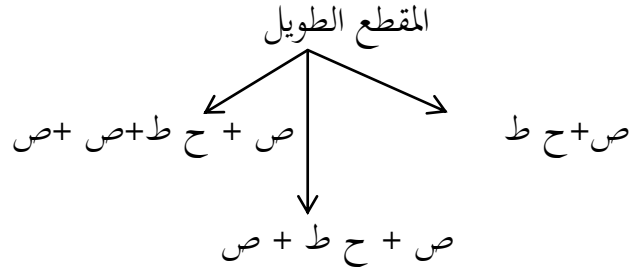 المقطع الطويل
ص+ح ط
ص + ح ط+ص +ص
ص + ح ط + ص